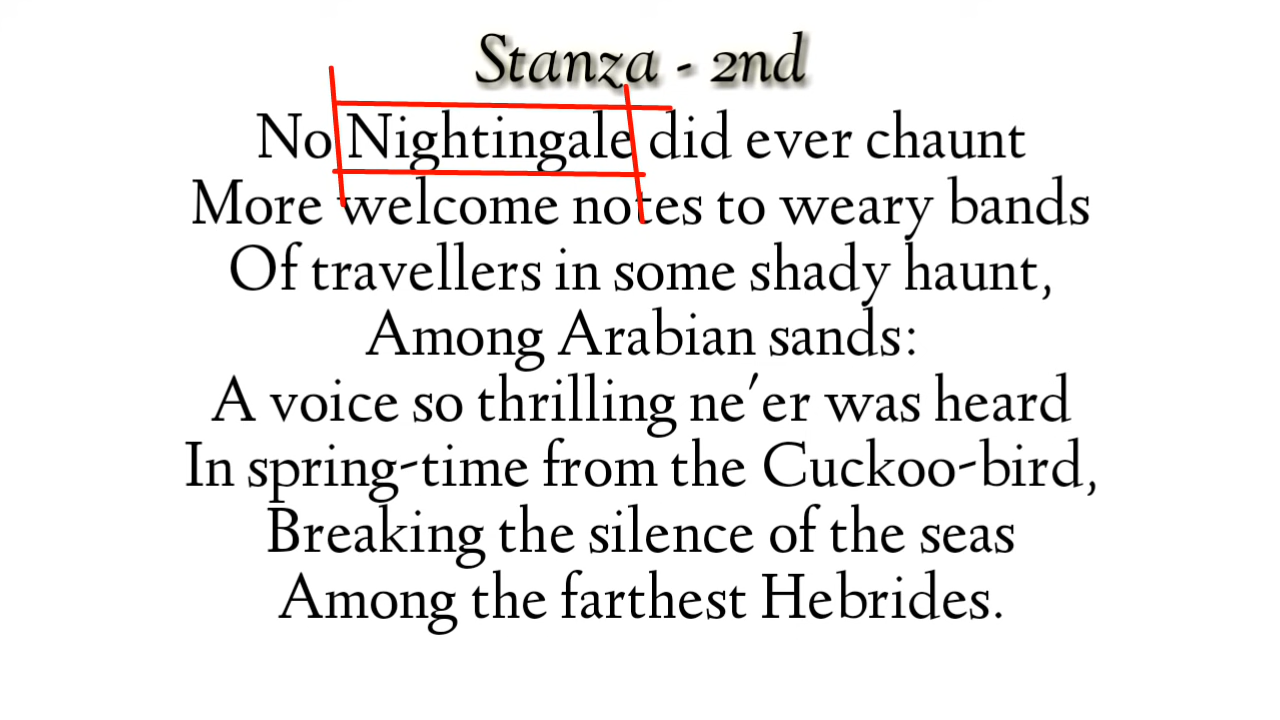 Stanza - 2nd
No Nightingale did ever chaunt
More welcome notes to weary bands
Of travellers in some shady haunt,
Among Arabian sands:
A voice so thrilling ne'er was heard
In spring-time from the Cuckoo-bird,
Breaking the silence of the seas
Among the farthest Hebrides.